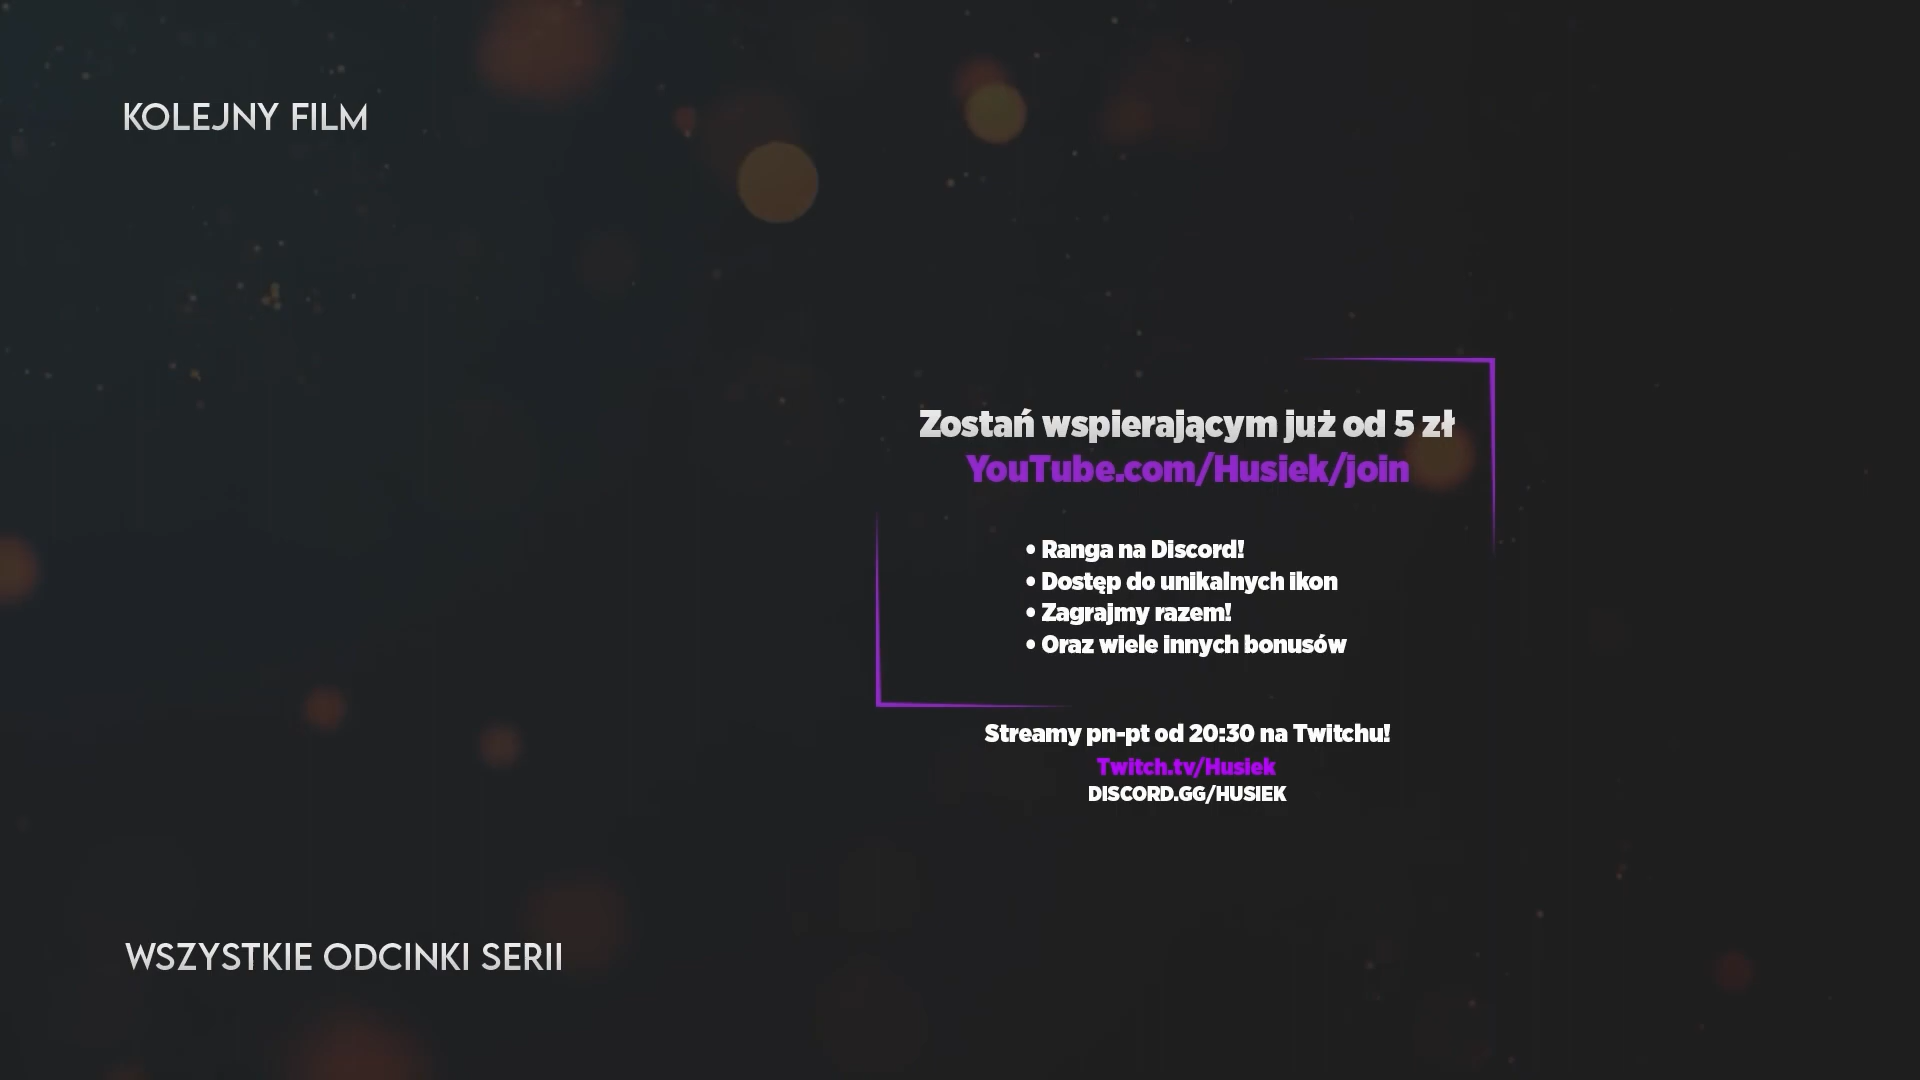 KOLEJNY FILM
Zostań wspierającym już od 5 zł
YouTube.com/Husiek/join
• Ranga na Discord!
• Dostęp do unikalnych ikon
• Zagrajmy razem!
• Oraz wiele innych bonusów
Streamy pn-pt od 20:30 na Twitchu!
Twitch.tv/Husiek
DISCORD.GG/HUSIEK
WSZYSTKIE ODCINKI SERII